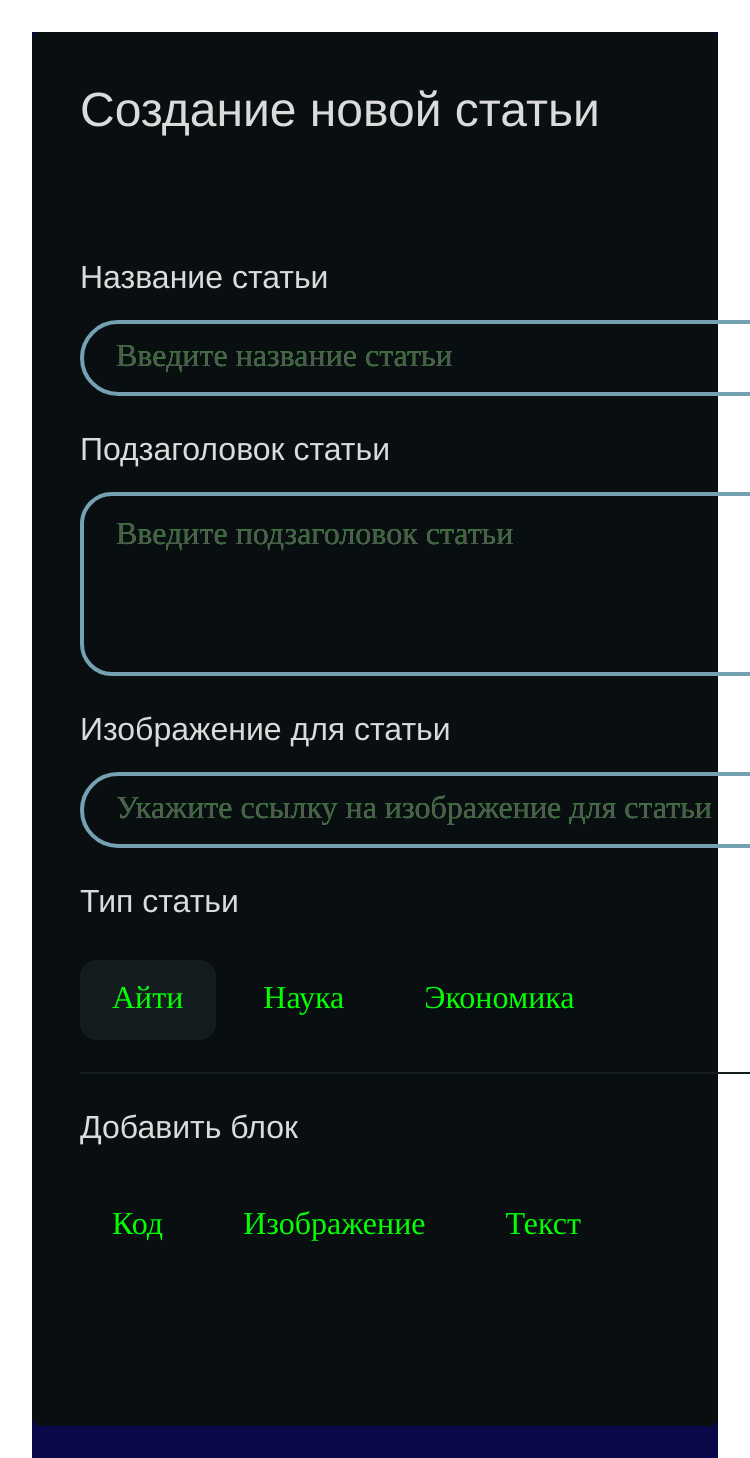 Создание новой статьи
Название статьи
Введите название статьи
Подзаголовок статьи
Введите подзаголовок статьи
Изображение для статьи
Укажите ссылку на изображение для статьи
Тип статьи
Айти Наука Экономика
Добавить блок
Код Изображение Текст